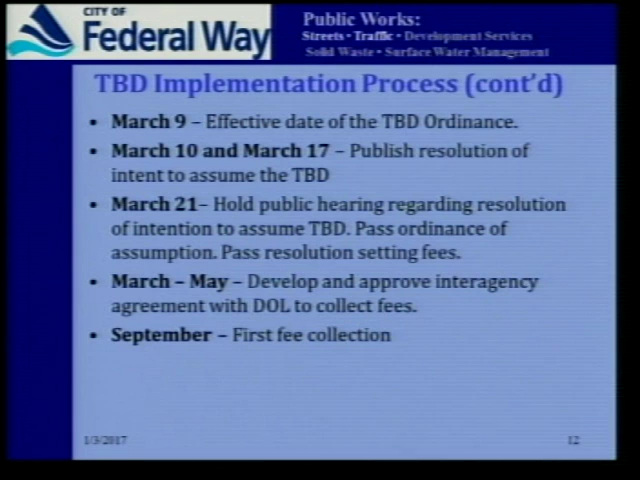 CITY OF
Federal Way
Public Works:
Streets • Traffic • Development Services
Solid Waste • Surface Water Management
TBD Implementation Process (cont'd)
• March 9 – Effective date of the TBD Ordinance.
• March 10 and March 17 – Publish resolution of
intent to assume the TBD
• March 21– Hold public hearing regarding resolution
of intention to assume TBD. Pass ordinance of
assumption. Pass resolution setting fees.
• March – May – Develop and approve interagency
agreement with DOL to collect fees.
• September – First fee collection
1/3/2017
12